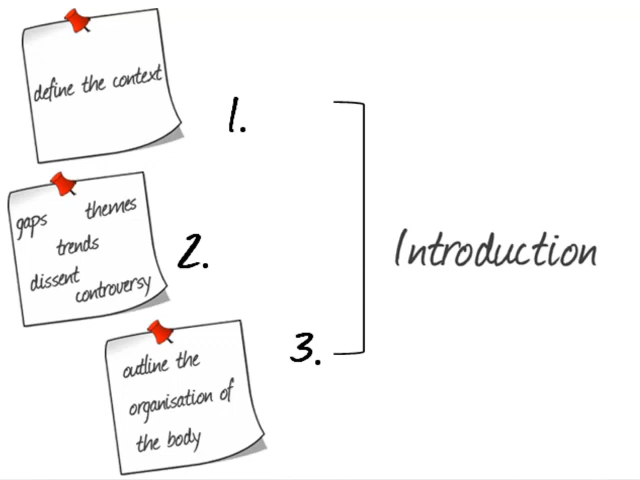 define the context
1.
gaps themes
trends
dissent
controversy
2.
outline the
organisation of
the body
3.
Introduction